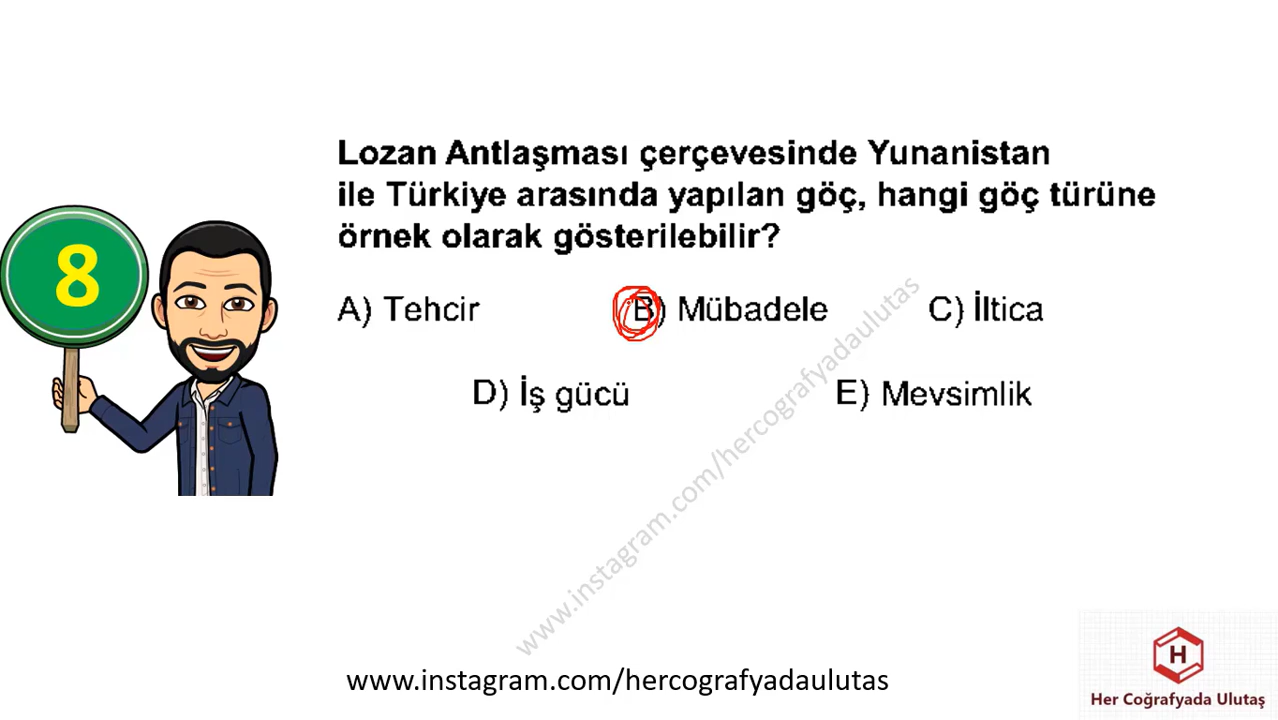 8
Lozan Antlaşması çerçevesinde Yunanistan
ile Türkiye arasında yapılan göç, hangi göç türüne
örnek olarak gösterilebilir?
A) Tehcir B) Mübadele C) İltica
D) İş gücü E) Mevsimlik
www.instagram.com/hercografyadaulutas
www.instagram.com/hercografyadaulutas
H
Her Coğrafyada Ulutaş